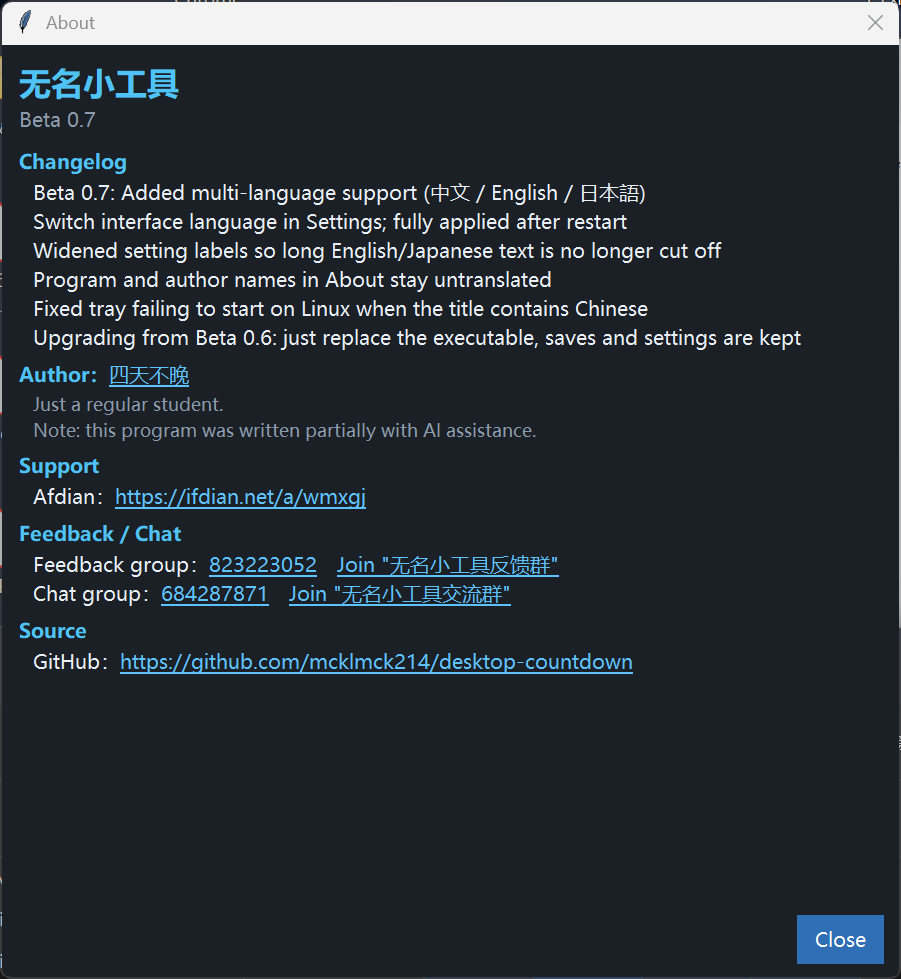 About
无名小工具
Beta 0.7
Changelog
Beta 0.7: Added multi-language support (中文 / English / 日本語)
Switch interface language in Settings; fully applied after restart
Widened setting labels so long English/Japanese text is no longer cut off
Program and author names in About stay untranslated
Fixed tray failing to start on Linux when the title contains Chinese
Upgrading from Beta 0.6: just replace the executable, saves and settings are kept
Author：四天不晚
Just a regular student.
Note: this program was written partially with AI assistance.
Support
Afdian：https://ifdian.net/a/wmxgj
Feedback / Chat
Feedback group：823223052 Join "无名小工具反馈群"
Chat group：684287871 Join "无名小工具交流群"
Source
GitHub：https://github.com/mcklmck214/desktop-countdown
Close